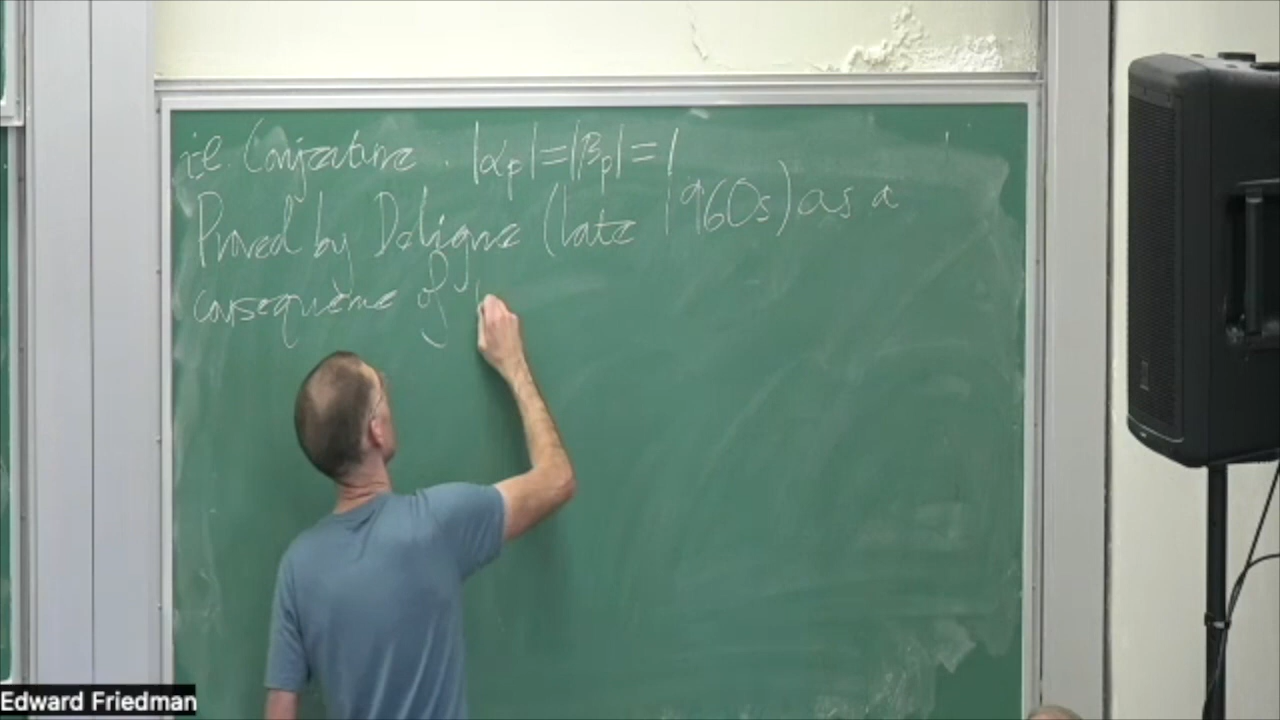 i.e. Conjecture. |αₚ|=|βₚ|=1
Proved by Deligne (late 1960s) as a
consequence of
Edward Friedman